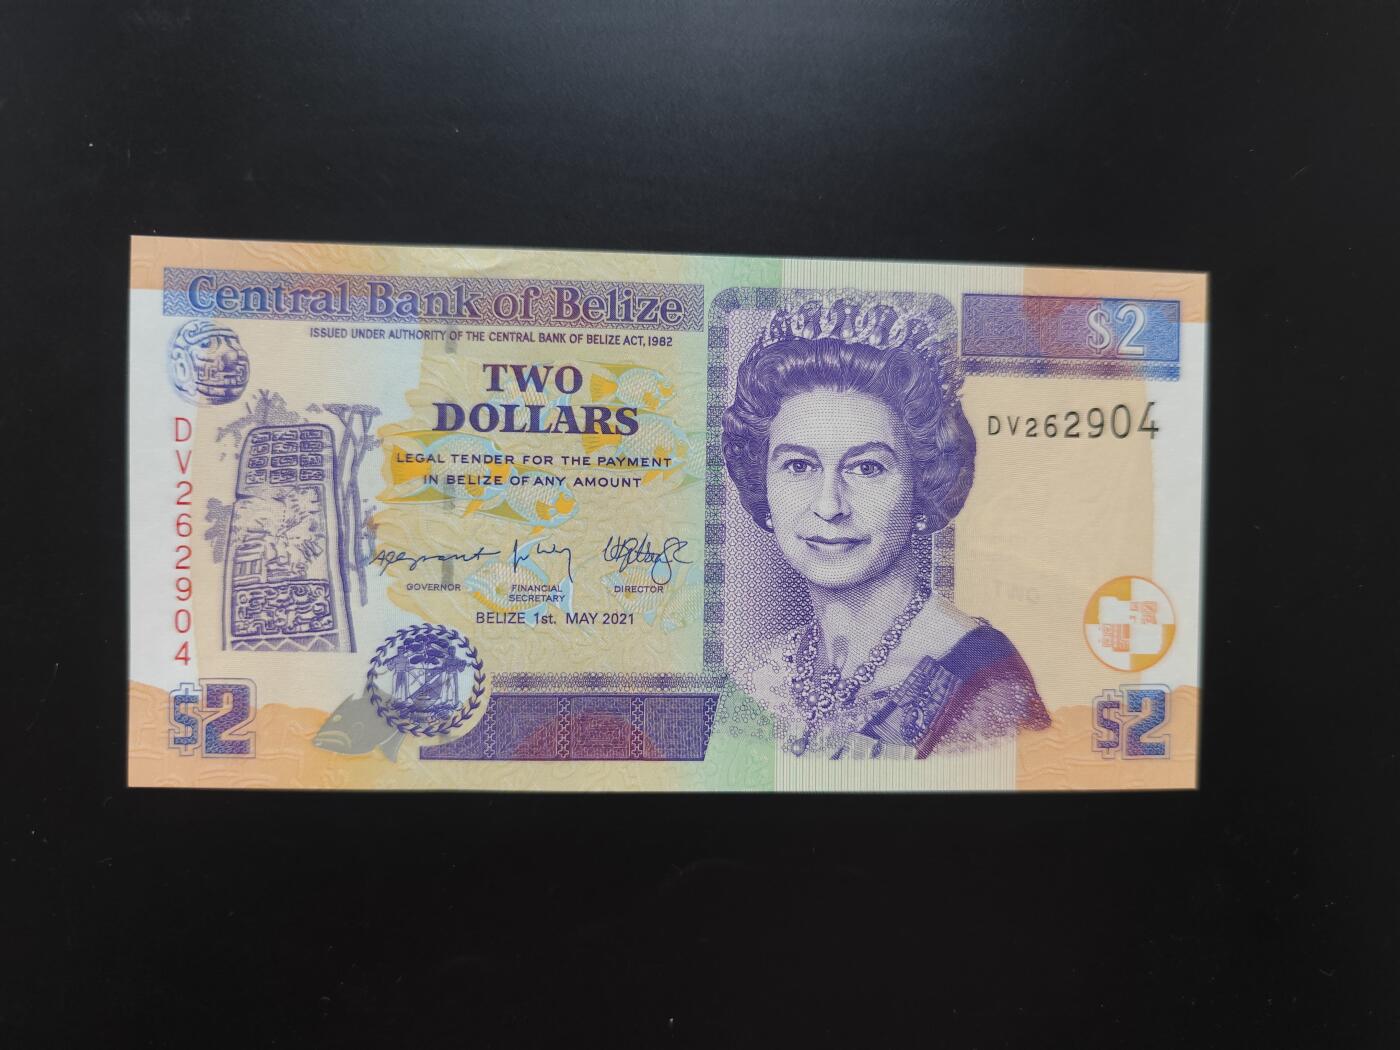 Central Bank of Belize
ISSUED UNDER AUTHORITY OF THE CENTRAL BANK OF BELIZE ACT, 1982
$2
TWO
DOLLARS
DV262904
LEGAL TENDER FOR THE PAYMENT
IN BELIZE OF ANY AMOUNT
DV262904
GOVERNOR
FINANCIAL
SECRETARY
DIRECTOR
BELIZE 1st. MAY 2021
$2
$2